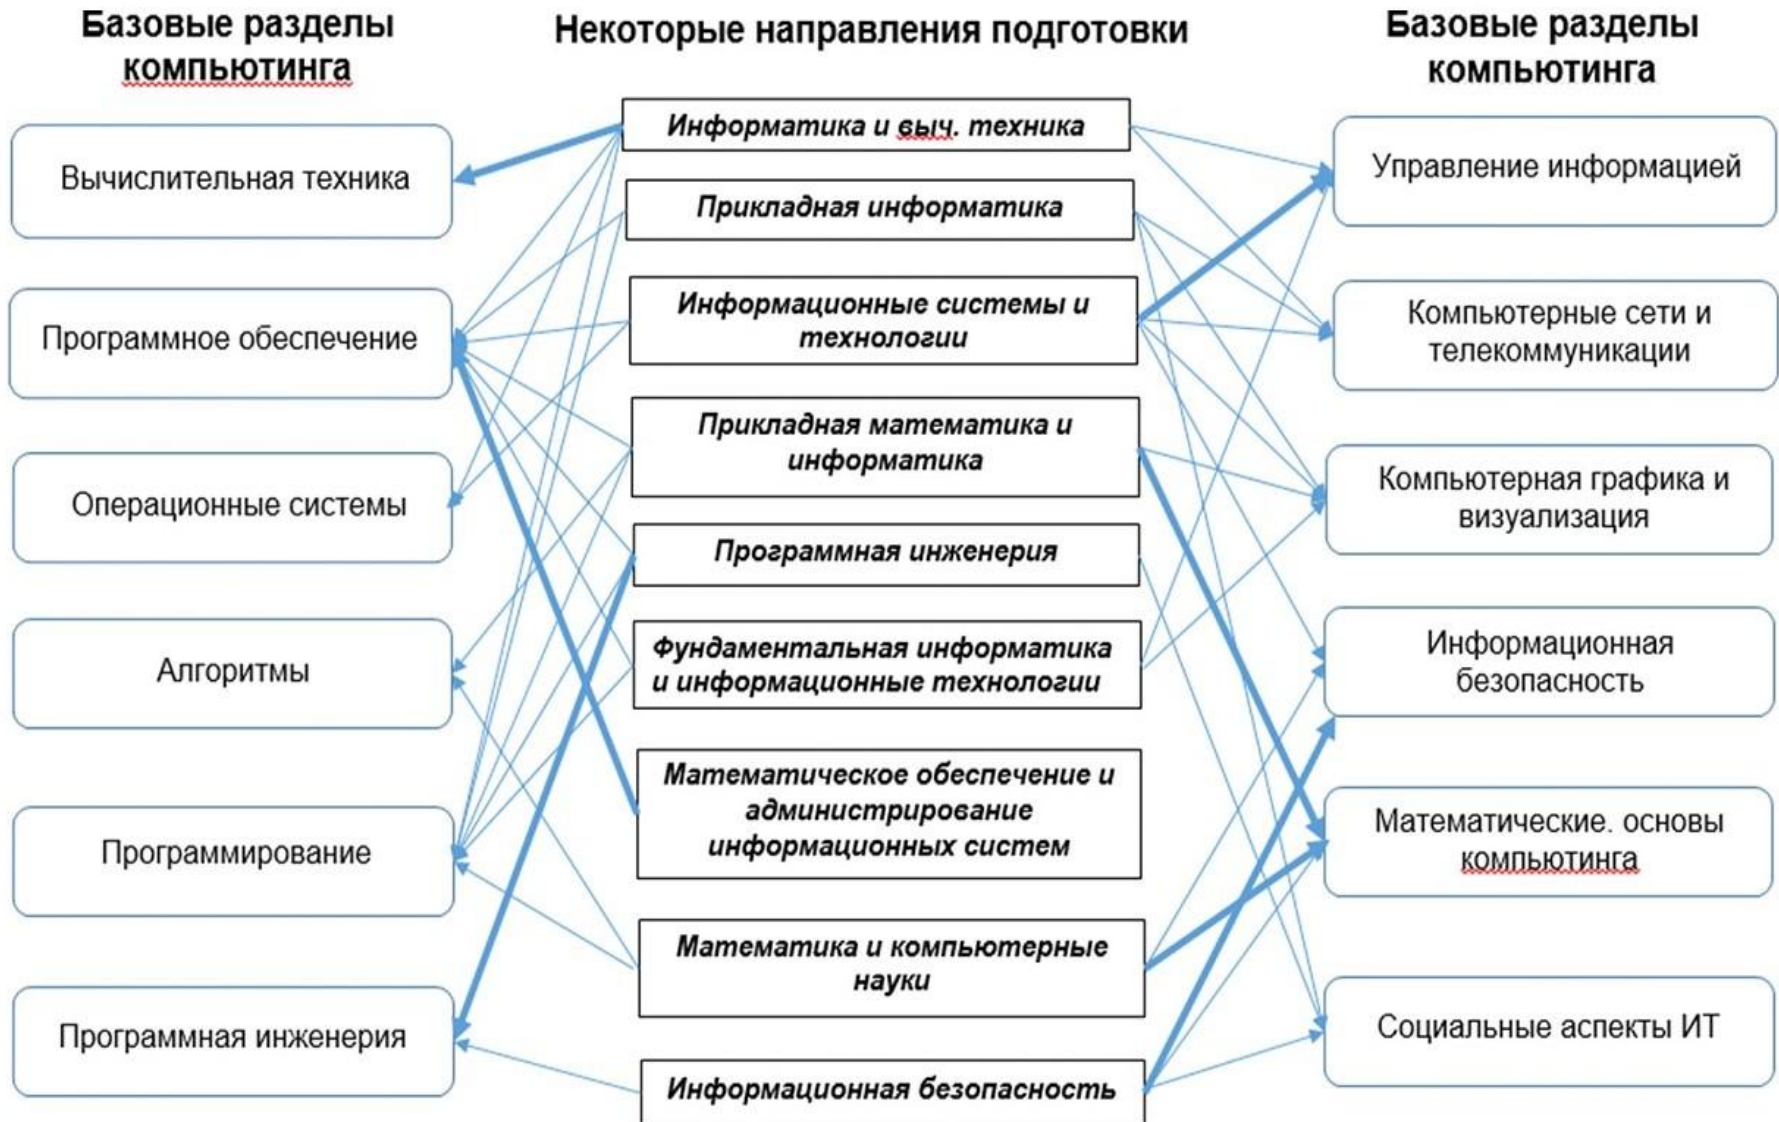 Базовые разделы
компьютинга
Вычислительная техника
Программное обеспечение
Операционные системы
Алгоритмы
Программирование
Программная инженерия
Некоторые направления подготовки
Информатика и выч. техника
Прикладная информатика
Информационные системы и
технологии
Прикладная математика и
информатика
Программная инженерия
Фундаментальная информатика
и информационные технологии
Математическое обеспечение и
администрирование
информационных систем
Математика и компьютерные
науки
Информационная безопасность
Базовые разделы
компьютинга
Управление информацией
Компьютерные сети и
телекоммуникации
Компьютерная графика и
визуализация
Информационная
безопасность
Математические. основы
компьютинга
Социальные аспекты ИТ